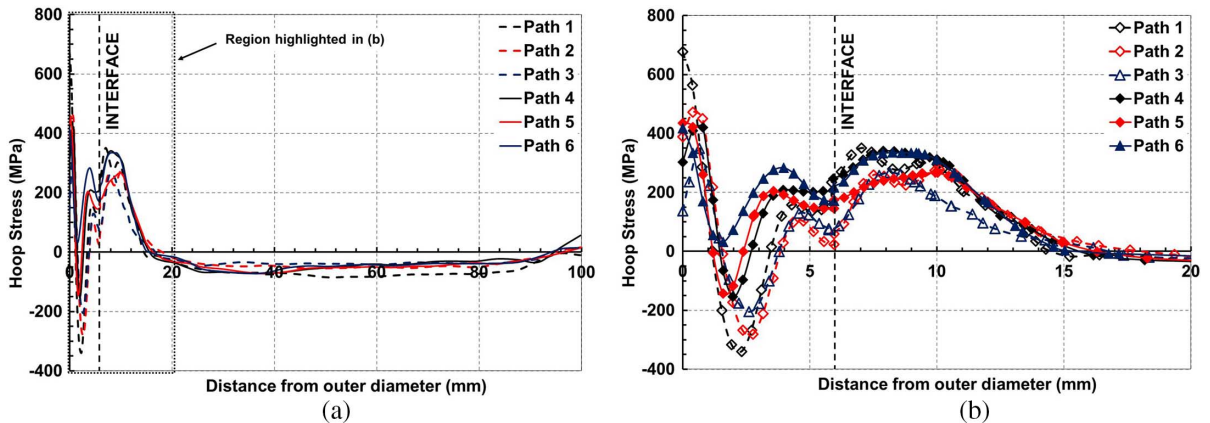 800
600
400
200
0
-200
-400
Hoop Stress (MPa)
0
20
40
60
80
100
Distance from outer diameter (mm)
INTERFACE
Region highlighted in (b)
Path 1
Path 2
Path 3
Path 4
Path 5
Path 6
(a)
800
600
400
200
0
-200
-400
Hoop Stress (MPa)
0
5
10
15
20
Distance from outer diameter (mm)
INTERFACE
Path 1
Path 2
Path 3
Path 4
Path 5
Path 6
(b)